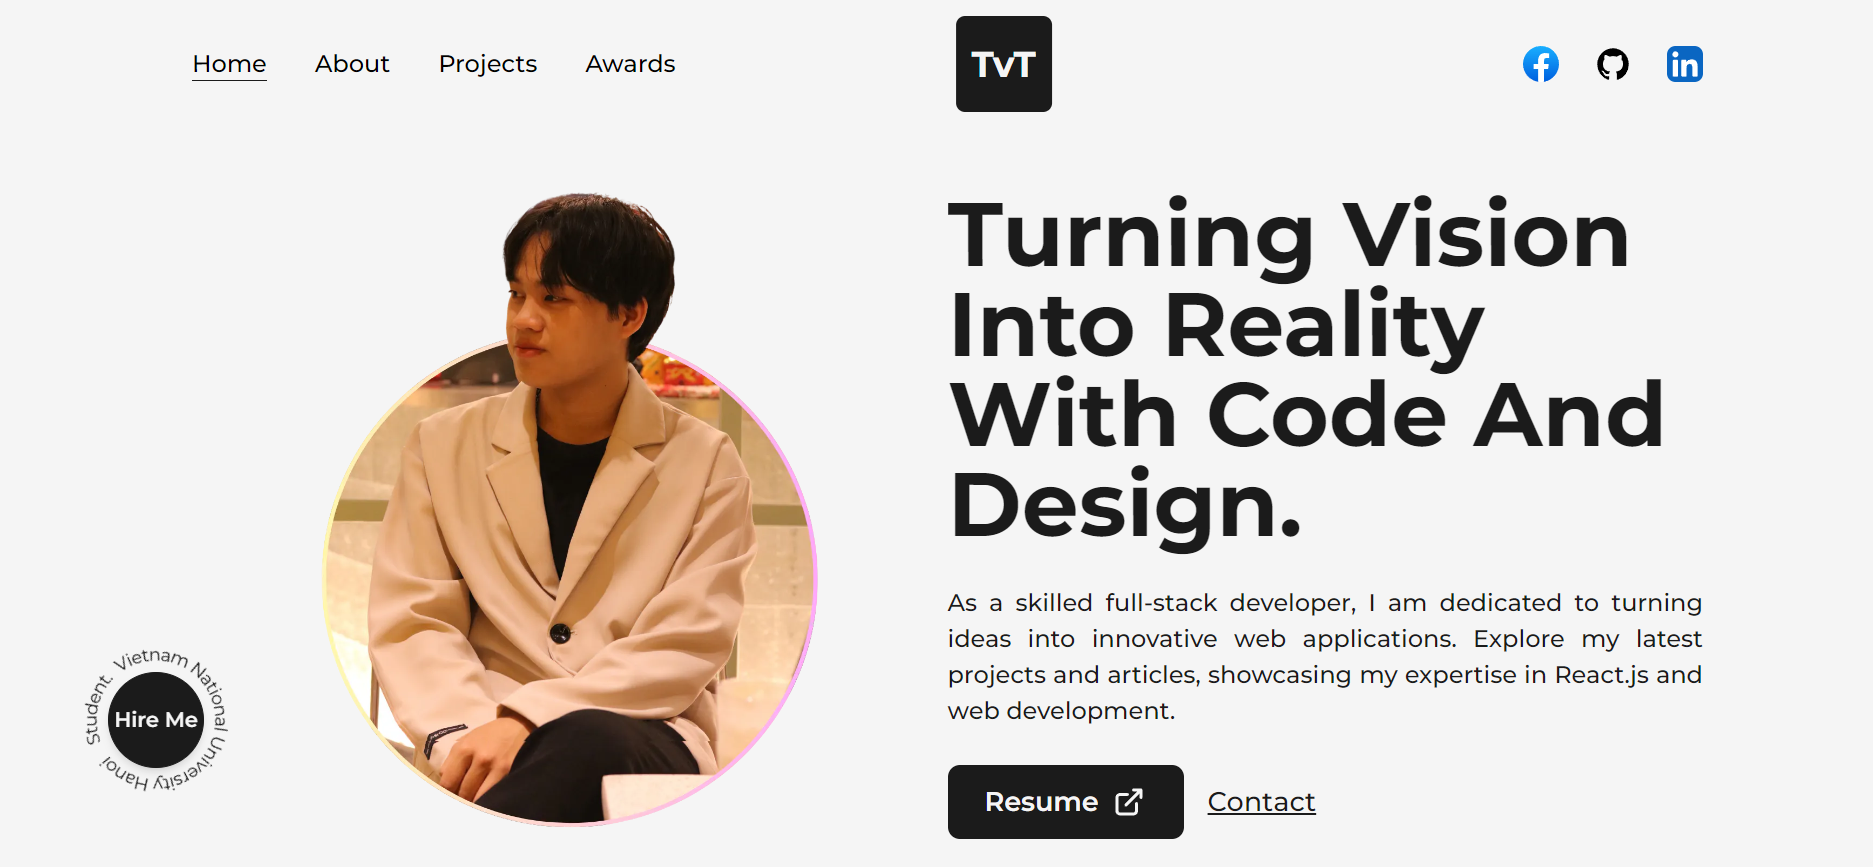 Home About Projects Awards
TvT
Turning Vision
Into Reality
With Code And
Design.
As a skilled full-stack developer, I am dedicated to turning
ideas into innovative web applications. Explore my latest
projects and articles, showcasing my expertise in React.js and
web development.
Resume
Contact
Student. Vietnam National University Hanoi
Hire Me